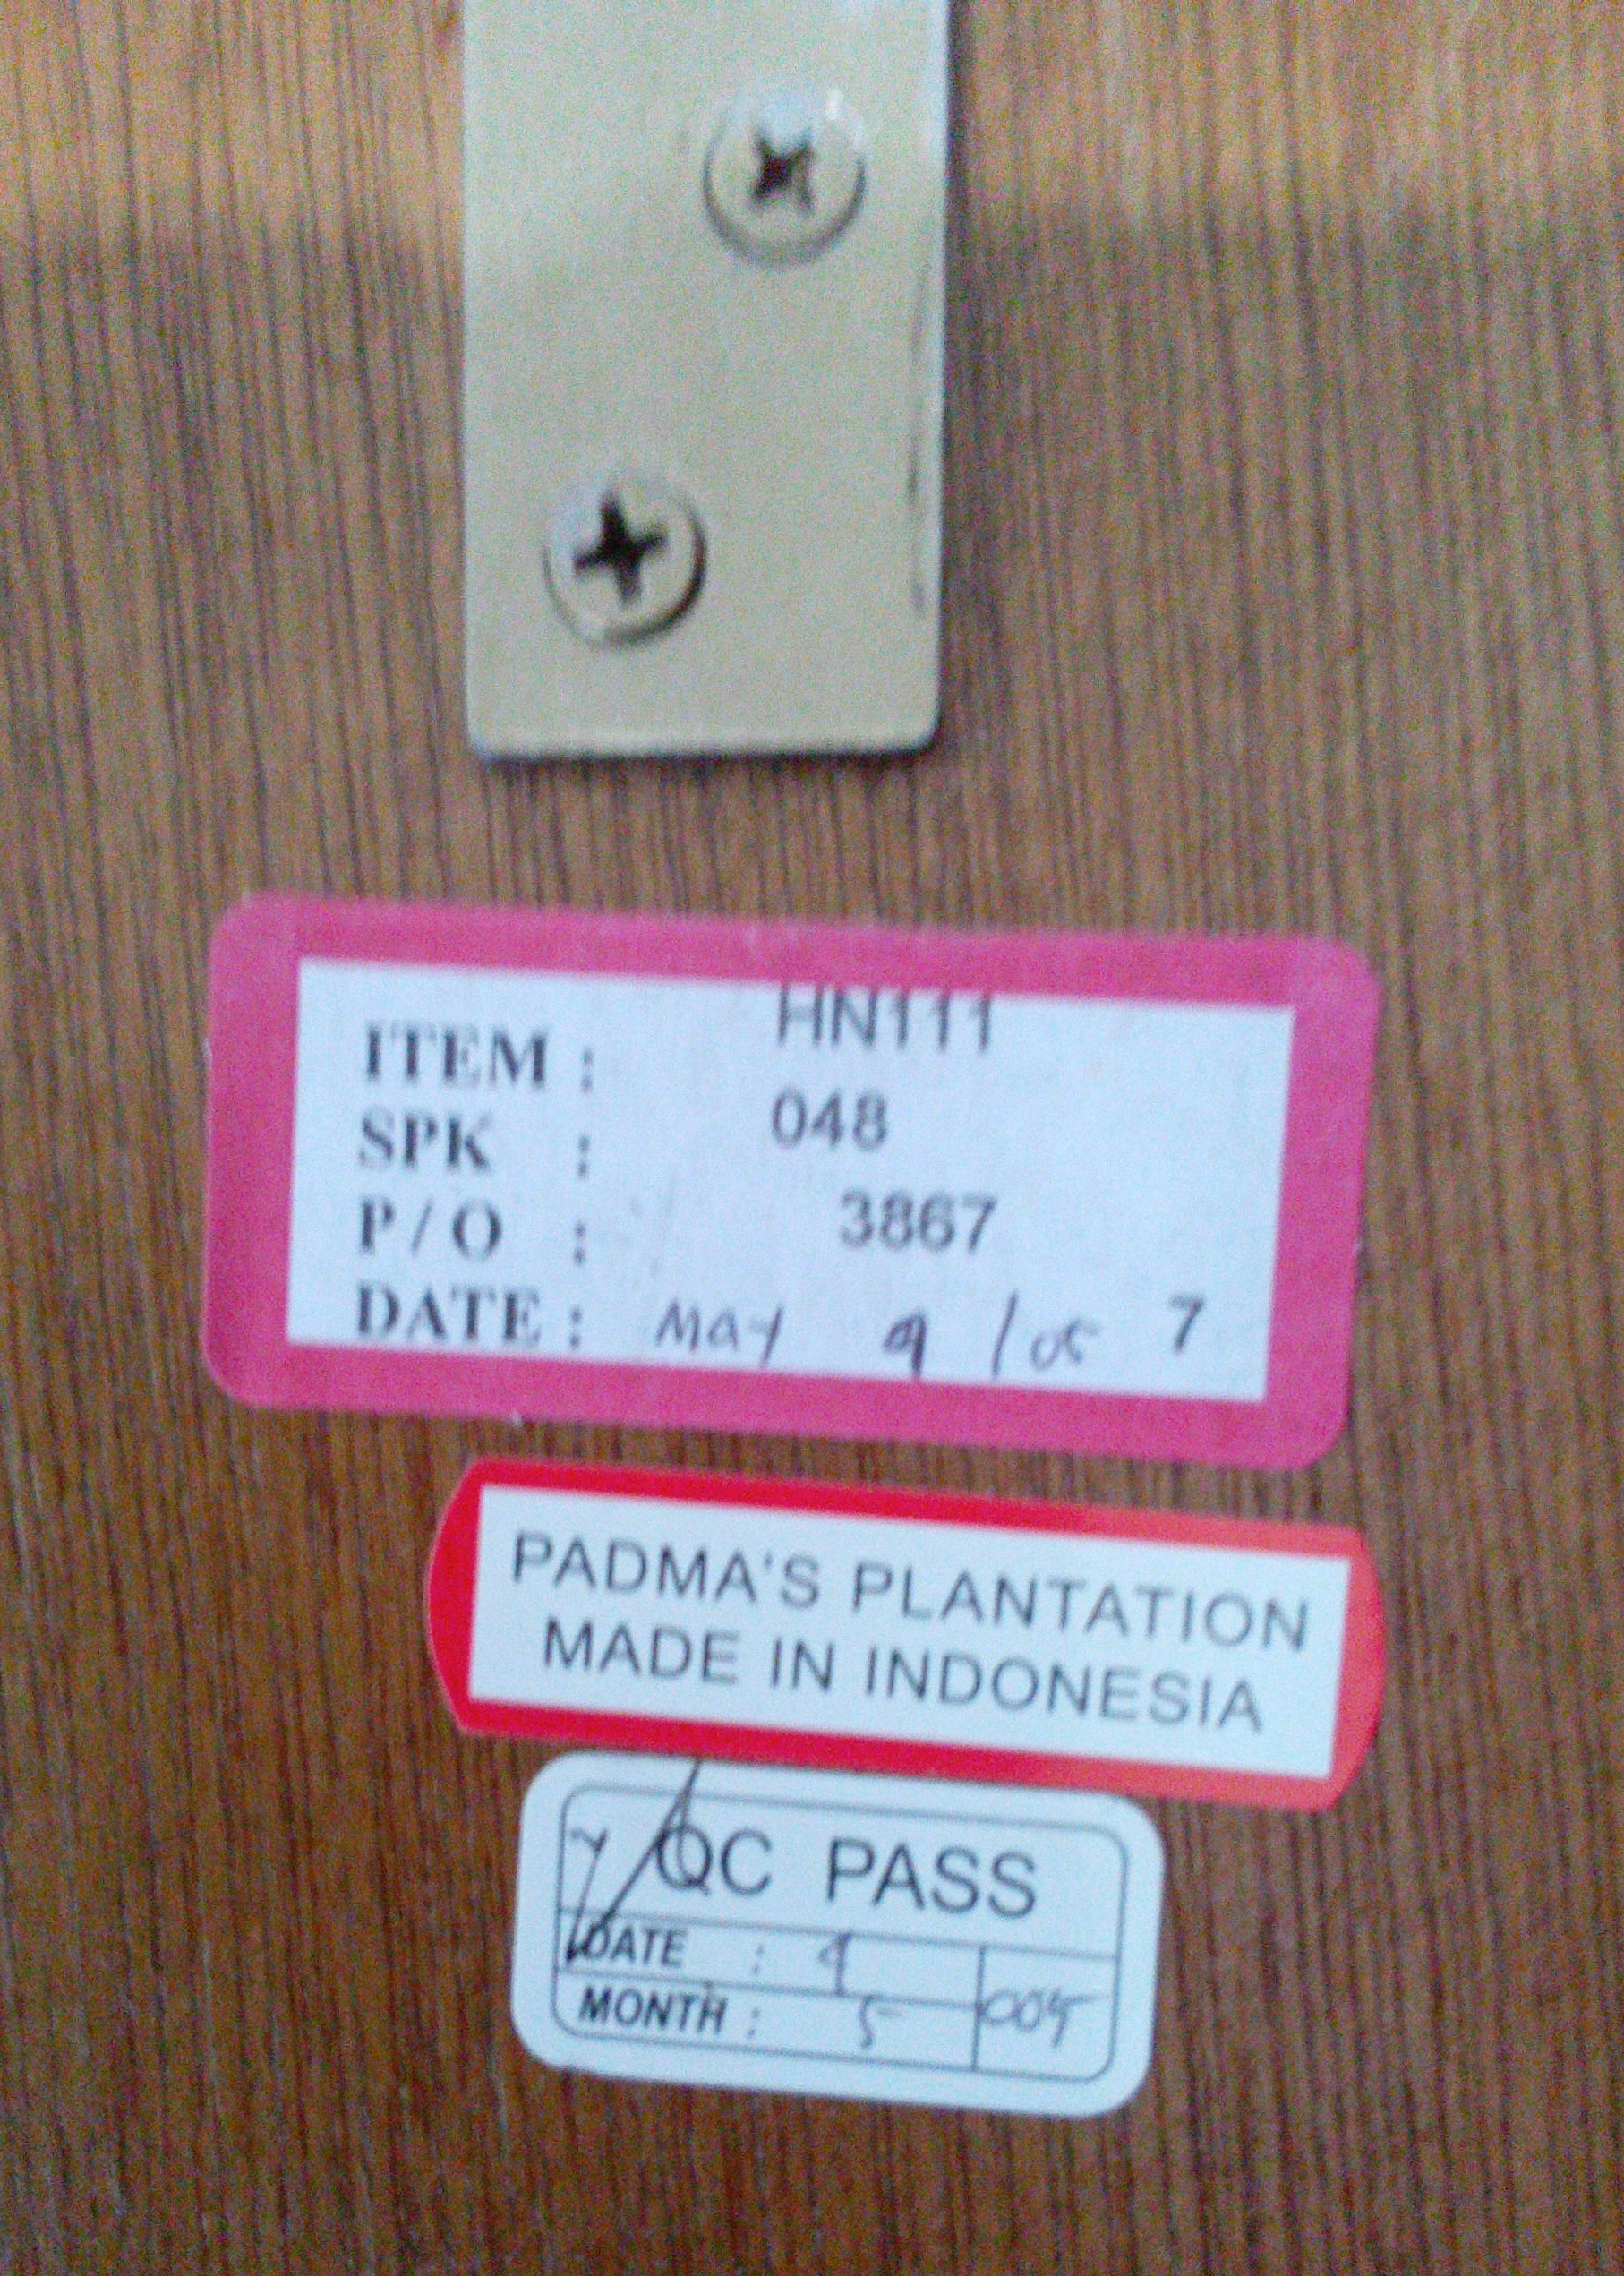 ITEM : HN111
SPK : 048
P/O : 3867
DATE : May 9 / 05 7
PADMA'S PLANTATION
MADE IN INDONESIA
QC PASS
DATE : 9
MONTH : 5